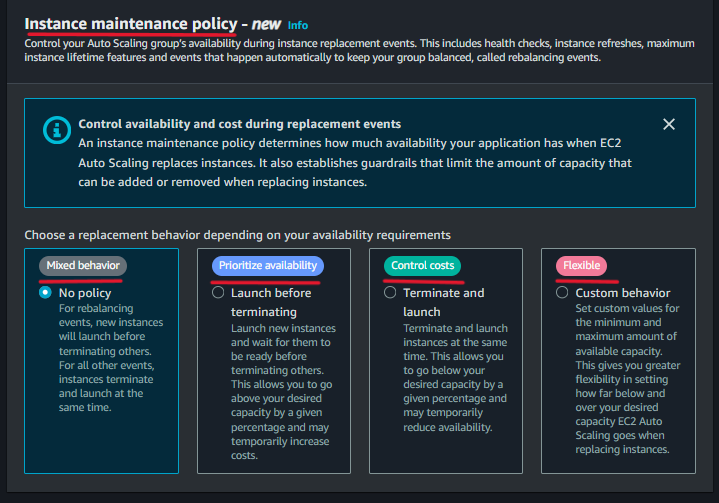 Instance maintenance policy - new Info
Control your Auto Scaling group's availability during instance replacement events. This includes health checks, instance refreshes, maximum
instance lifetime features and events that happen automatically to keep your group balanced, called rebalancing events.
Control availability and cost during replacement events
An instance maintenance policy determines how much availability your application has when EC2
Auto Scaling replaces instances. It also establishes guardrails that limit the amount of capacity that
can be added or removed when replacing instances.
Choose a replacement behavior depending on your availability requirements
Mixed behavior
No policy
For rebalancing
events, new instances
will launch before
terminating others.
For all other events,
instances terminate
and launch at the
same time.
Prioritize availability
Launch before
terminating
Launch new instances
and wait for them to
be ready before
terminating others.
This allows you to go
above your desired
capacity by a given
percentage and may
temporarily increase
costs.
Control costs
Terminate and
launch
Terminate and launch
instances at the same
time. This allows you
to go below your
desired capacity by a
given percentage and
may temporarily
reduce availability.
Flexible
Custom behavior
Set custom values for
the minimum and
maximum amount of
available capacity.
This gives you greater
flexibility in setting
how far below and
over your desired
capacity EC2 Auto
Scaling goes when
replacing instances.